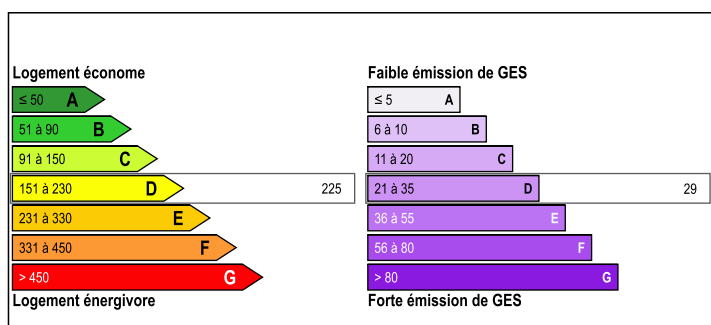 Logement économe
≤ 50 A
51 à 90 B
91 à 150 C
151 à 230 D 225
231 à 330 E
331 à 450 F
> 450 G
Logement énergivore
Faible émission de GES
≤ 5 A
6 à 10 B
11 à 20 C
21 à 35 D 29
36 à 55 E
56 à 80 F
> 80 G
Forte émission de GES